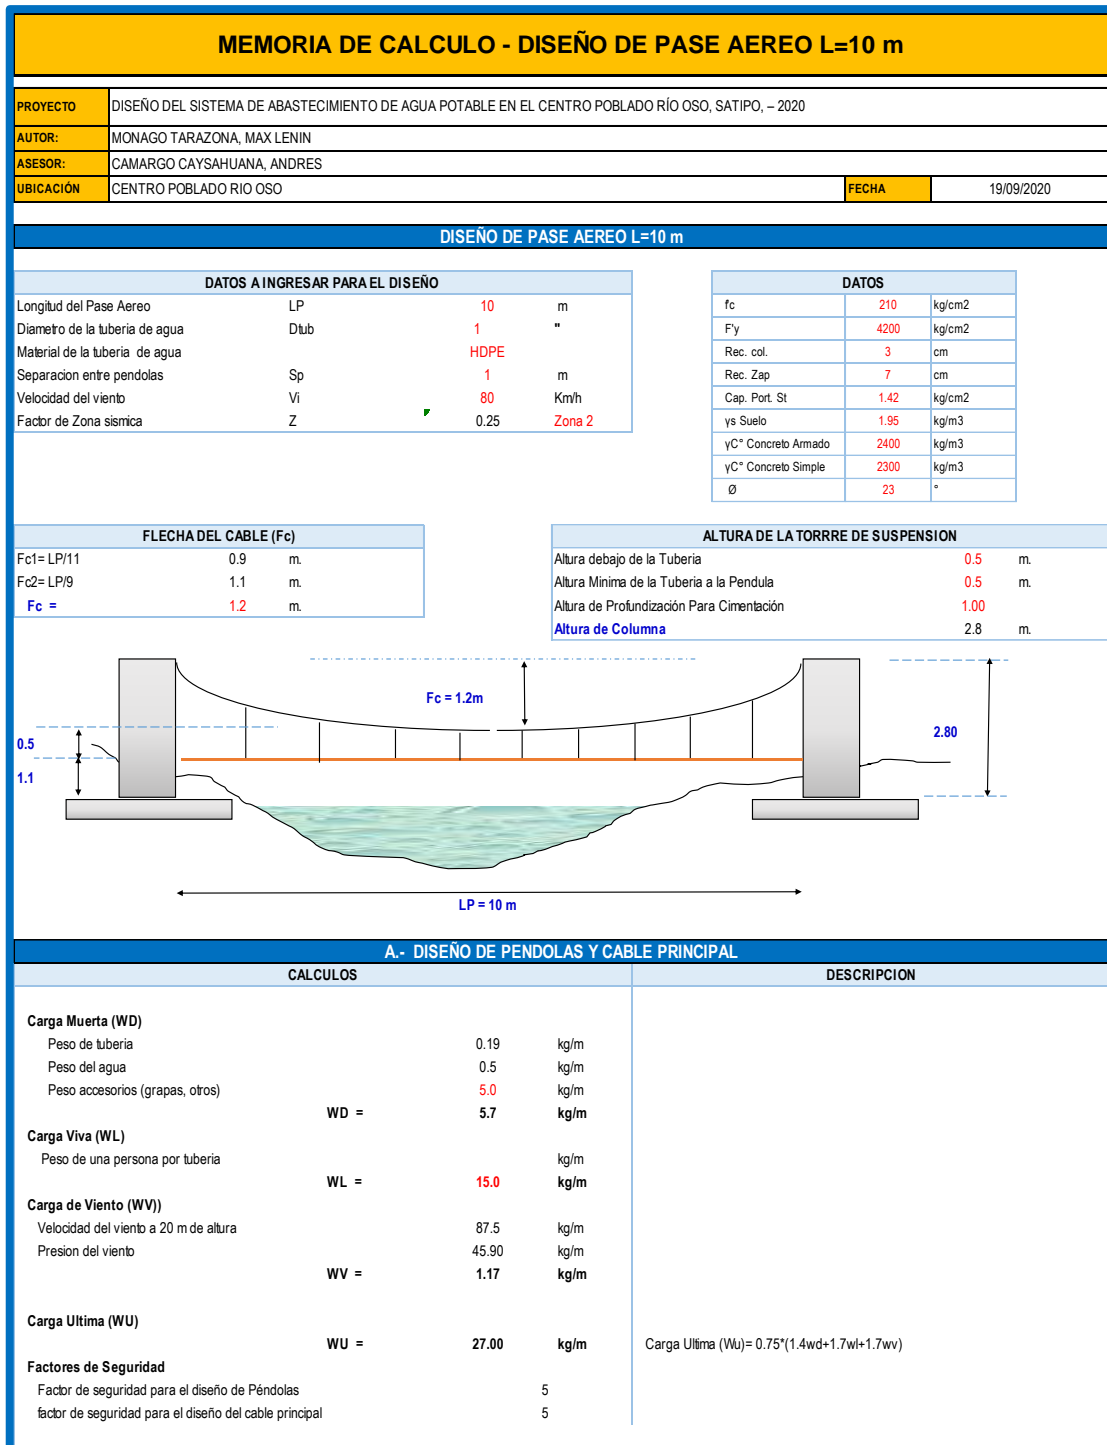 MEMORIA DE CALCULO - DISEÑO DE PASE AEREO L=10 m
PROYECTO DISEÑO DEL SISTEMA DE ABASTECIMIENTO DE AGUA POTABLE EN EL CENTRO POBLADO RÍO OSO, SATIPO, – 2020
AUTOR: MONAGO TARAZONA, MAX LENIN
ASESOR: CAMARGO CAYSAHUANA, ANDRES
UBICACIÓN CENTRO POBLADO RIO OSO FECHA 19/09/2020
DISEÑO DE PASE AEREO L=10 m
DATOS A INGRESAR PARA EL DISEÑO
Longitud del Pase Aereo LP 10 m
Diametro de la tuberia de agua Dtub 1 "
Material de la tuberia de agua HDPE
Separacion entre pendolas Sp 1 m
Velocidad del viento Vi 80 Km/h
Factor de Zona sismica Z 0.25 Zona 2
DATOS
f'c 210 kg/cm2
F'y 4200 kg/cm2
Rec. col. 3 cm
Rec. Zap 7 cm
Cap. Port. St 1.42 kg/cm2
γs Suelo 1.95 kg/m3
γC° Concreto Armado 2400 kg/m3
γC° Concreto Simple 2300 kg/m3
Ø 23 °
FLECHA DEL CABLE (Fc)
Fc1= LP/11 0.9 m.
Fc2= LP/9 1.1 m.
Fc = 1.2 m.
ALTURA DE LA TORRRE DE SUSPENSION
Altura debajo de la Tuberia 0.5 m.
Altura Minima de la Tuberia a la Pendula 0.5 m.
Altura de Profundización Para Cimentación 1.00
Altura de Columna 2.8 m.
Fc = 1.2m
0.5
1.1
2.80
LP = 10 m
A.- DISEÑO DE PENDOLAS Y CABLE PRINCIPAL
CALCULOS DESCRIPCION
Carga Muerta (WD)
Peso de tuberia 0.19 kg/m
Peso del agua 0.5 kg/m
Peso accesorios (grapas, otros) 5.0 kg/m
WD = 5.7 kg/m
Carga Viva (WL)
Peso de una persona por tuberia kg/m
WL = 15.0 kg/m
Carga de Viento (WV))
Velocidad del viento a 20 m de altura 87.5 kg/m
Presion del viento 45.90 kg/m
WV = 1.17 kg/m
Carga Ultima (WU)
WU = 27.00 kg/m Carga Ultima (Wu)= 0.75*(1.4wd+1.7wl+1.7wv)
Factores de Seguridad
Factor de seguridad para el diseño de Péndolas 5
factor de seguridad para el diseño del cable principal 5